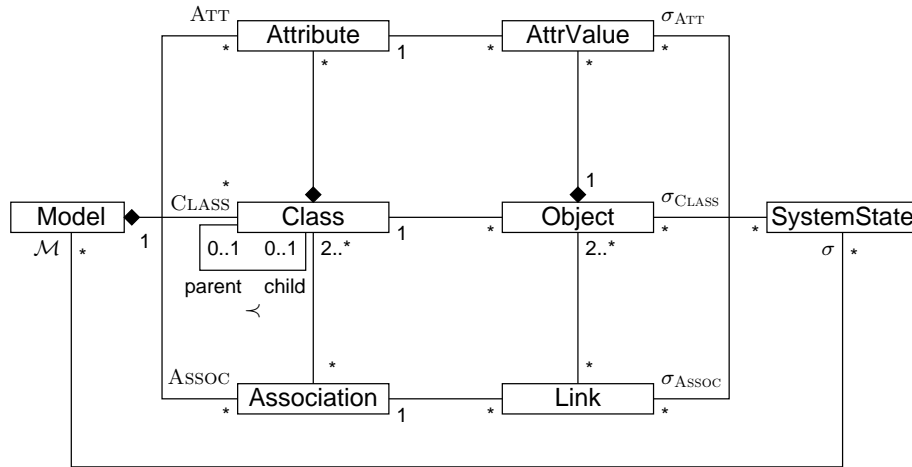 ATT σATT
Attribute AttrValue
* 1 * *
* *
* 1
CLASS σCLASS
Model Class Object SystemState
1 1 * * *
M * 0..1 0..1 2..* 2..* σ *
parent child
≺
* *
ASSOC σASSOC
Association Link
* 1 * *